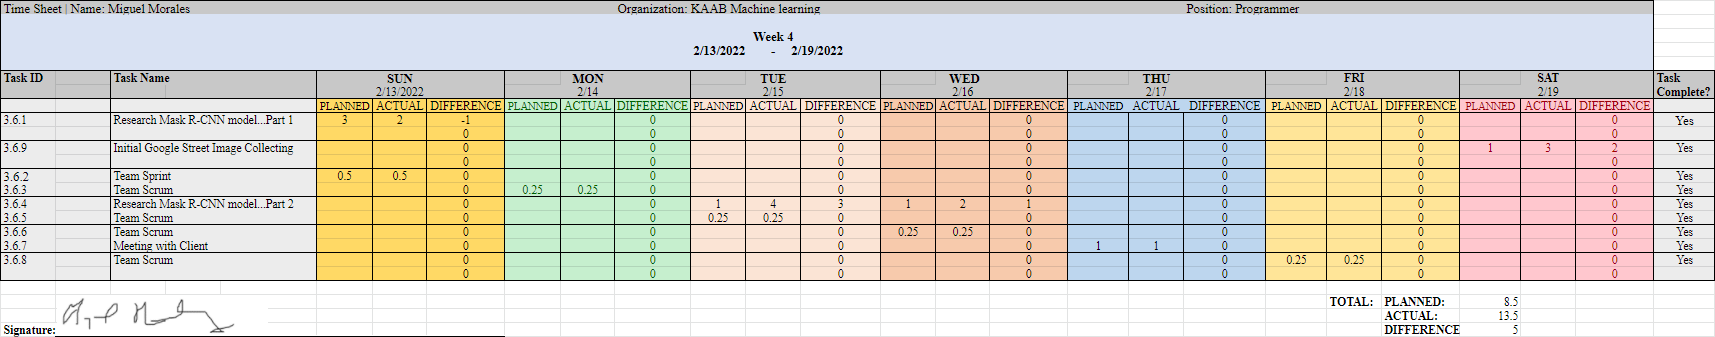 Time Sheet | Name: Miguel Morales Organization: KAAB Machine learning Position: Programmer
Week 4
2/13/2022 - 2/19/2022
Task ID Task Name SUN MON TUE WED THU FRI SAT Task
2/13/2022 2/14 2/15 2/16 2/17 2/18 2/19 Complete?
PLANNED ACTUAL DIFFERENCE PLANNED ACTUAL DIFFERENCE PLANNED ACTUAL DIFFERENCE PLANNED ACTUAL DIFFERENCE PLANNED ACTUAL DIFFERENCE PLANNED ACTUAL DIFFERENCE PLANNED ACTUAL DIFFERENCE
3.6.1 Research Mask R-CNN model...Part 1 3 2 -1 0 0 0 0 0 0 Yes
0 0 0 0 0 0 0
3.6.9 Initial Google Street Image Collecting 0 0 0 0 0 0 1 3 2 Yes
0 0 0 0 0 0 0
3.6.2 Team Sprint 0.5 0.5 0 0 0 0 0 0 0 Yes
3.6.3 Team Scrum 0 0.25 0.25 0 0 0 0 0 0 Yes
3.6.4 Research Mask R-CNN model...Part 2 0 0 1 4 3 1 2 1 0 0 0 Yes
3.6.5 Team Scrum 0 0 0.25 0.25 0 0 0 0 0 Yes
3.6.6 Team Scrum 0 0 0 0.25 0.25 0 0 0 0 Yes
3.6.7 Meeting with Client 0 0 0 0 1 1 0 0 0 Yes
3.6.8 Team Scrum 0 0 0 0 0 0.25 0.25 0 0 Yes
0 0 0 0 0 0 0
TOTAL: PLANNED: 8.5
ACTUAL: 13.5
Signature: DIFFERENCE 5